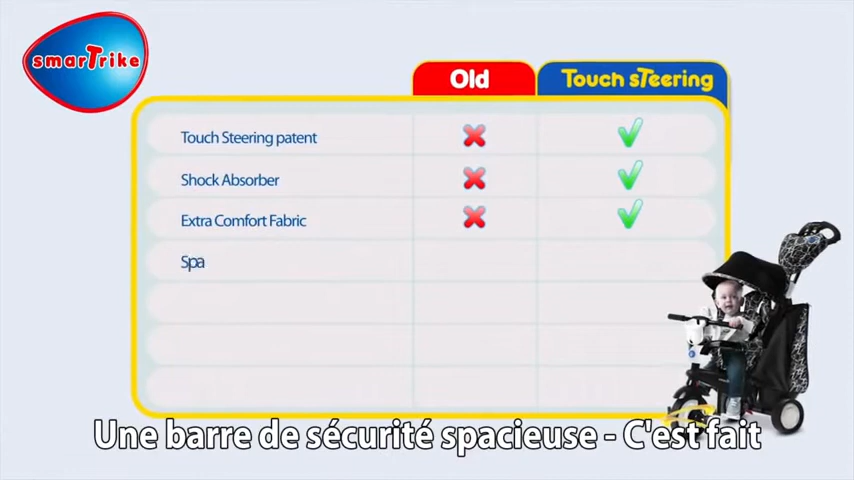 smarTrike
Old
Touch sTeering
Touch Steering patent
Shock Absorber
Extra Comfort Fabric
Spa
Une barre de sécurité spacieuse - C'est fait